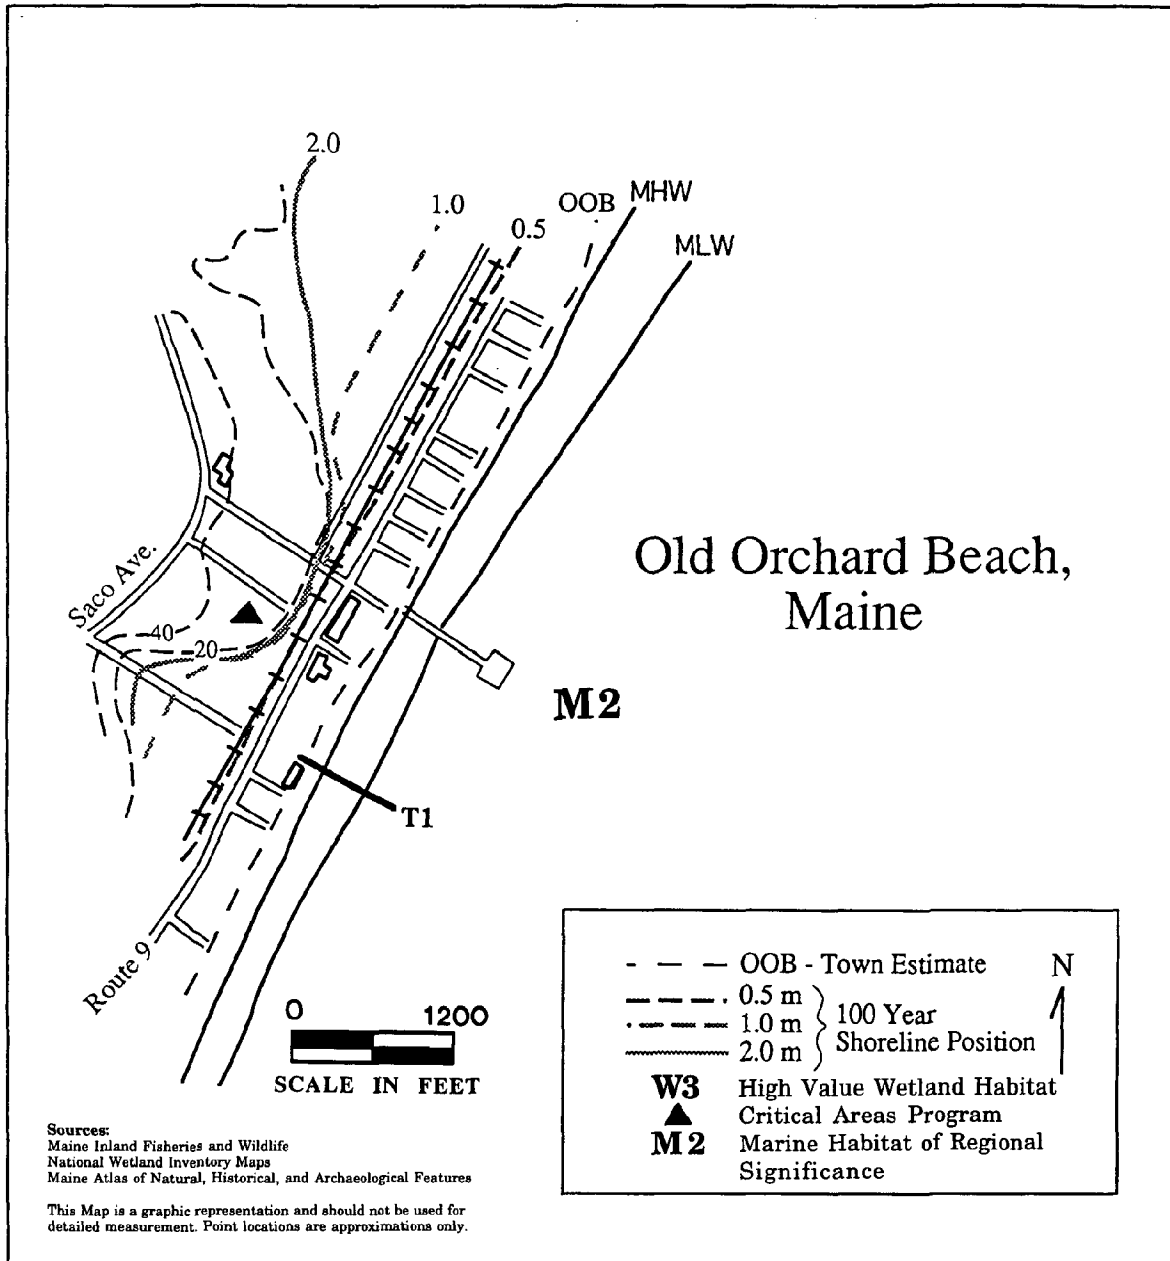 2.0
1.0
0.5
OOB
MHW
MLW
Saco Ave.
40
20
Old Orchard Beach,
Maine
M2
T1
Route 9
0 1200
SCALE IN FEET
OOB - Town Estimate
N
0.5 m
1.0 m
2.0 m
100 Year
Shoreline Position
W3 High Value Wetland Habitat
Critical Areas Program
M2 Marine Habitat of Regional
Significance
Sources:
Maine Inland Fisheries and Wildlife
National Wetland Inventory Maps
Maine Atlas of Natural, Historical, and Archaeological Features
This Map is a graphic representation and should not be used for
detailed measurement. Point locations are approximations only.